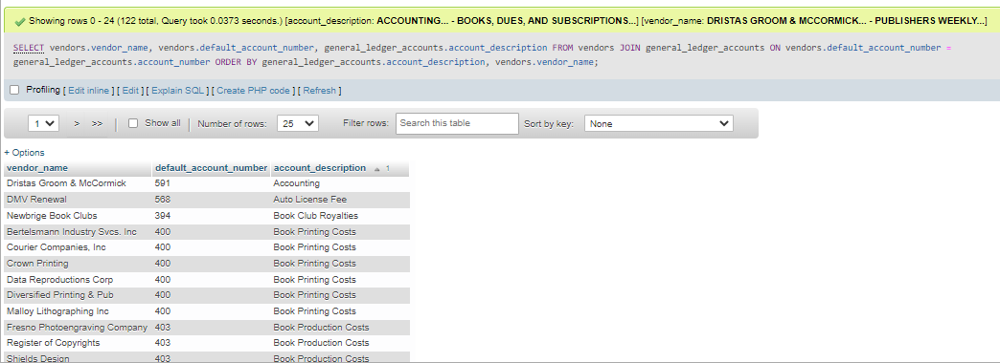 Showing rows 0 - 24 (122 total, Query took 0.0373 seconds.) [account_description: ACCOUNTING... - BOOKS, DUES, AND SUBSCRIPTIONS...] [vendor_name: DRISTAS GROOM & MCCORMICK... - PUBLISHERS WEEKLY...]
SELECT vendors.vendor_name, vendors.default_account_number, general_ledger_accounts.account_description FROM vendors JOIN general_ledger_accounts ON vendors.default_account_number =
general_ledger_accounts.account_number ORDER BY general_ledger_accounts.account_description, vendors.vendor_name;
Profiling [ Edit inline ] [ Edit ] [ Explain SQL ] [ Create PHP code ] [ Refresh ]
1 > >> Show all Number of rows: 25 Filter rows: Search this table Sort by key: None
+ Options
vendor_name default_account_number account_description 1
Dristas Groom & McCormick 591 Accounting
DMV Renewal 568 Auto License Fee
Newbrige Book Clubs 394 Book Club Royalties
Bertelsmann Industry Svcs. Inc 400 Book Printing Costs
Courier Companies, Inc 400 Book Printing Costs
Crown Printing 400 Book Printing Costs
Data Reproductions Corp 400 Book Printing Costs
Diversified Printing & Pub 400 Book Printing Costs
Malloy Lithographing Inc 400 Book Printing Costs
Fresno Photoengraving Company 403 Book Production Costs
Register of Copyrights 403 Book Production Costs
Shields Design 403 Book Production Costs